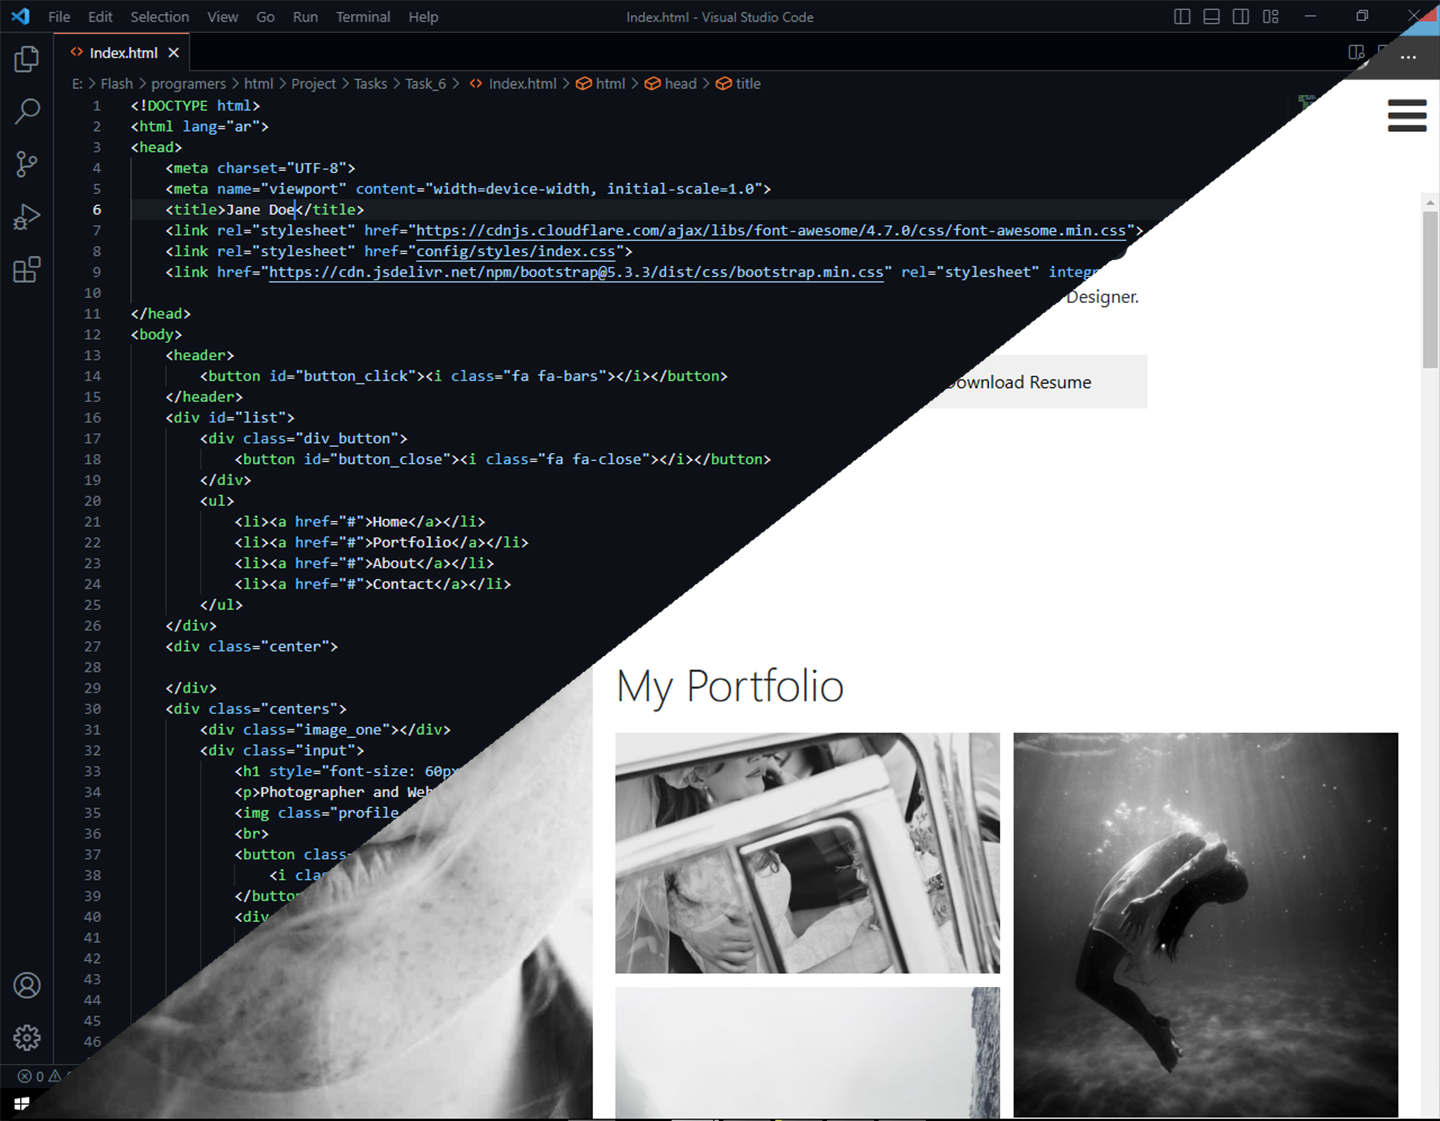 File Edit Selection View Go Run Terminal Help Index.html - Visual Studio Code
Index.html
E: > Flash > programers > html > Project > Tasks > Task_6 > Index.html > html > head > title
1 <!DOCTYPE html>
2 <html lang="ar">
3 <head>
4 <meta charset="UTF-8">
5 <meta name="viewport" content="width=device-width, initial-scale=1.0">
6 <title>Jane Doe</title>
7 <link rel="stylesheet" href="https://cdnjs.cloudflare.com/ajax/libs/font-awesome/4.7.0/css/font-awesome.min.css">
8 <link rel="stylesheet" href="config/styles/index.css">
9 <link href="https://cdn.jsdelivr.net/npm/bootstrap@5.3.3/dist/css/bootstrap.min.css" rel="stylesheet" integr
10
11 </head>
12 <body>
13 <header>
14 <button id="button_click"><i class="fa fa-bars"></i></button>
15 </header>
16 <div id="list">
17 <div class="div_button">
18 <button id="button_close"><i class="fa fa-close"></i></button>
19 </div>
20 <ul>
21 <li><a href="#">Home</a></li>
22 <li><a href="#">Portfolio</a></li>
23 <li><a href="#">About</a></li>
24 <li><a href="#">Contact</a></li>
25 </ul>
26 </div>
27 <div class="center">
28
29 </div>
30 <div class="centers">
31 <div class="image_one"></div>
32 <div class="input">
33 <h1 style="font-size: 60px
34 <p>Photographer and Web
35 <img class="profile
36 <br>
37 <button class
38 <i cla
39 </button
40 <div
41
42
43
44
45
46
0
Designer.
Download Resume
My Portfolio